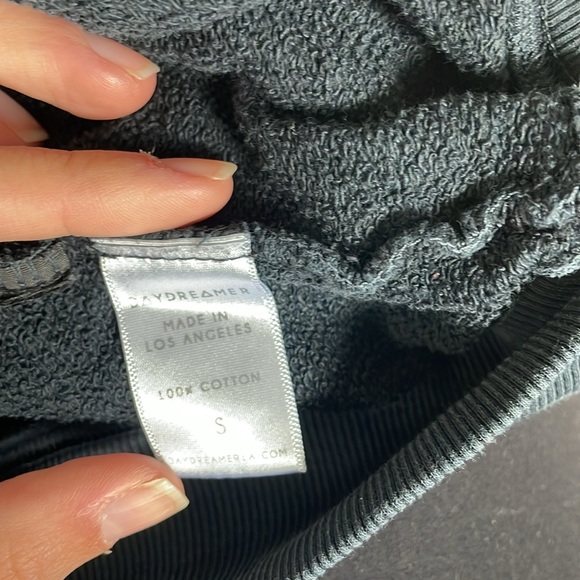 DAYDREAMER
MADE IN
LOS ANGELES
100% COTTON
S
DAYDREAMERLA.COM